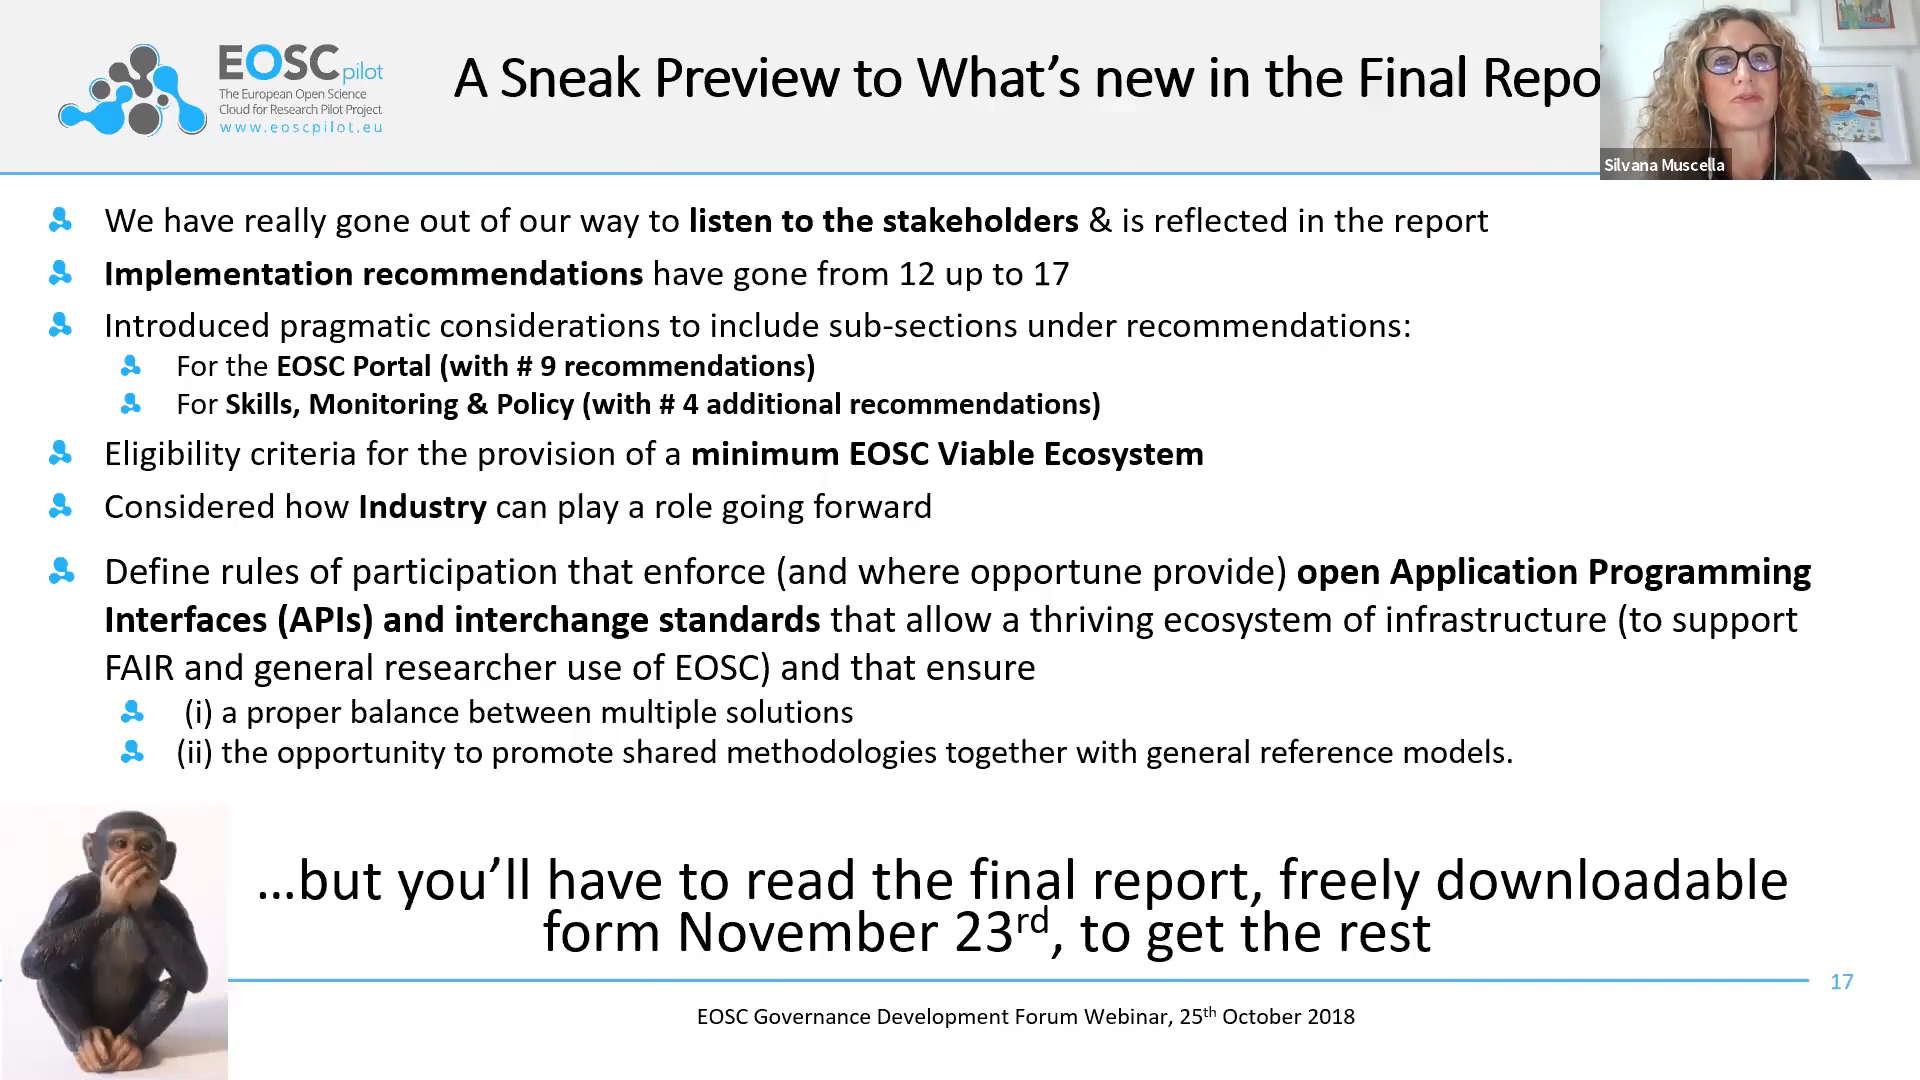 EOSCpilot
The European Open Science
Cloud for Research Pilot Project
www.eoscpilot.eu
A Sneak Preview to What's new in the Final Repo
Silvana Muscella
We have really gone out of our way to listen to the stakeholders & is reflected in the report
Implementation recommendations have gone from 12 up to 17
Introduced pragmatic considerations to include sub-sections under recommendations:
For the EOSC Portal (with # 9 recommendations)
For Skills, Monitoring & Policy (with # 4 additional recommendations)
Eligibility criteria for the provision of a minimum EOSC Viable Ecosystem
Considered how Industry can play a role going forward
Define rules of participation that enforce (and where opportune provide) open Application Programming
Interfaces (APIs) and interchange standards that allow a thriving ecosystem of infrastructure (to support
FAIR and general researcher use of EOSC) and that ensure
(i) a proper balance between multiple solutions
(ii) the opportunity to promote shared methodologies together with general reference models.
…but you'll have to read the final report, freely downloadable
form November 23rd, to get the rest
17
EOSC Governance Development Forum Webinar, 25th October 2018